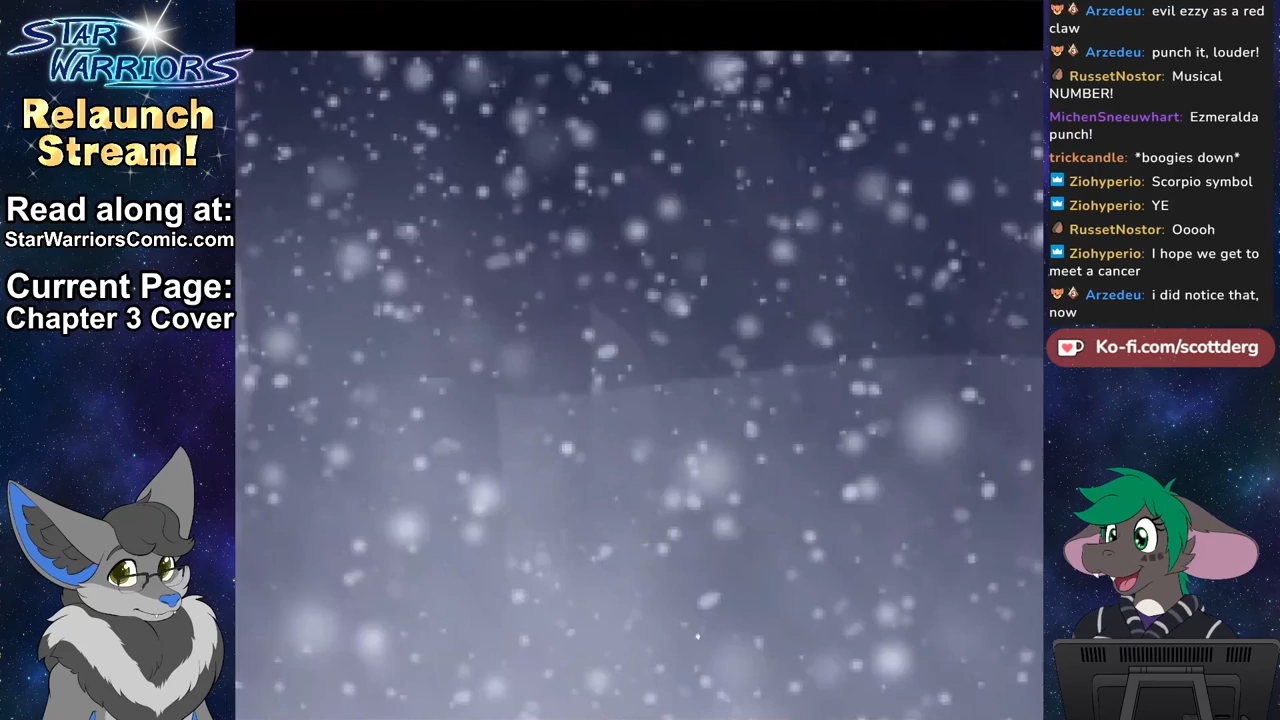 STAR
WARRIORS
Relaunch
Stream!
Read along at:
StarWarriorsComic.com
Current Page:
Chapter 3 Cover
Arzedeu: evil ezzy as a red
claw
Arzedeu: punch it, louder!
RussetNostor: Musical
NUMBER!
MichenSneeuwhart: Ezmeralda
punch!
trickcandle: *boogies down*
Ziohyperio: Scorpio symbol
Ziohyperio: YE
RussetNostor: Ooooh
Ziohyperio: I hope we get to
meet a cancer
Arzedeu: i did notice that,
now
Ko-fi.com/scottderg